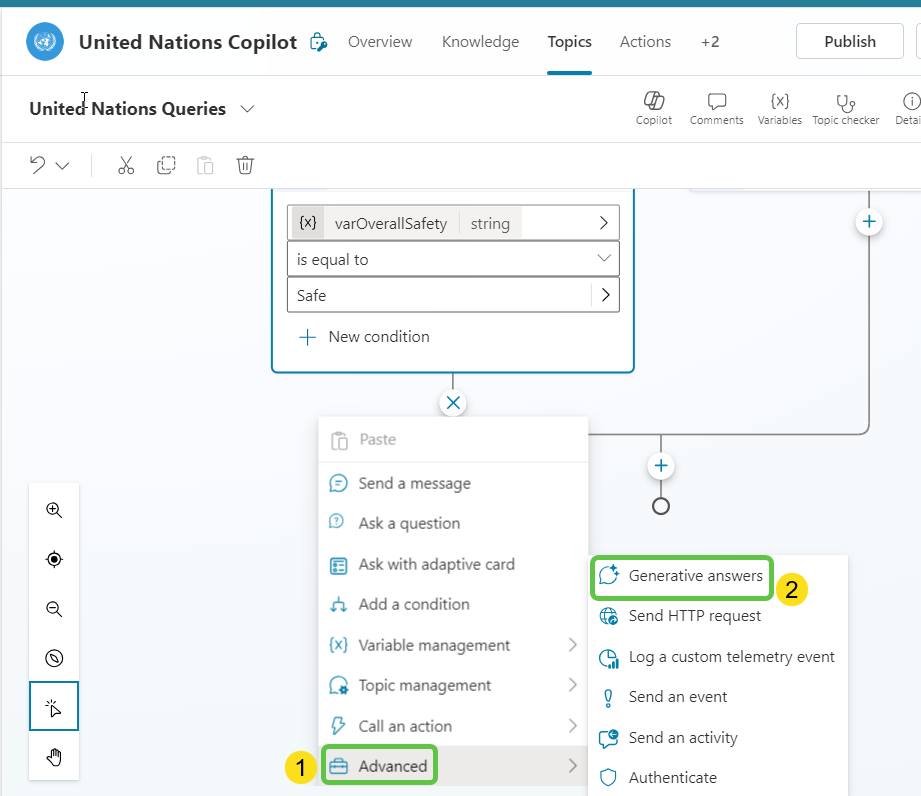 United Nations Copilot Overview Knowledge Topics Actions +2 Publish
United Nations Queries
Copilot Comments Variables Topic checker Detai
{x} varOverallSafety string
is equal to
Safe
New condition
Paste
Send a message
Ask a question
Ask with adaptive card
Add a condition
Variable management
Topic management
Call an action
1 Advanced
Generative answers 2
Send HTTP request
Log a custom telemetry event
Send an event
Send an activity
Authenticate